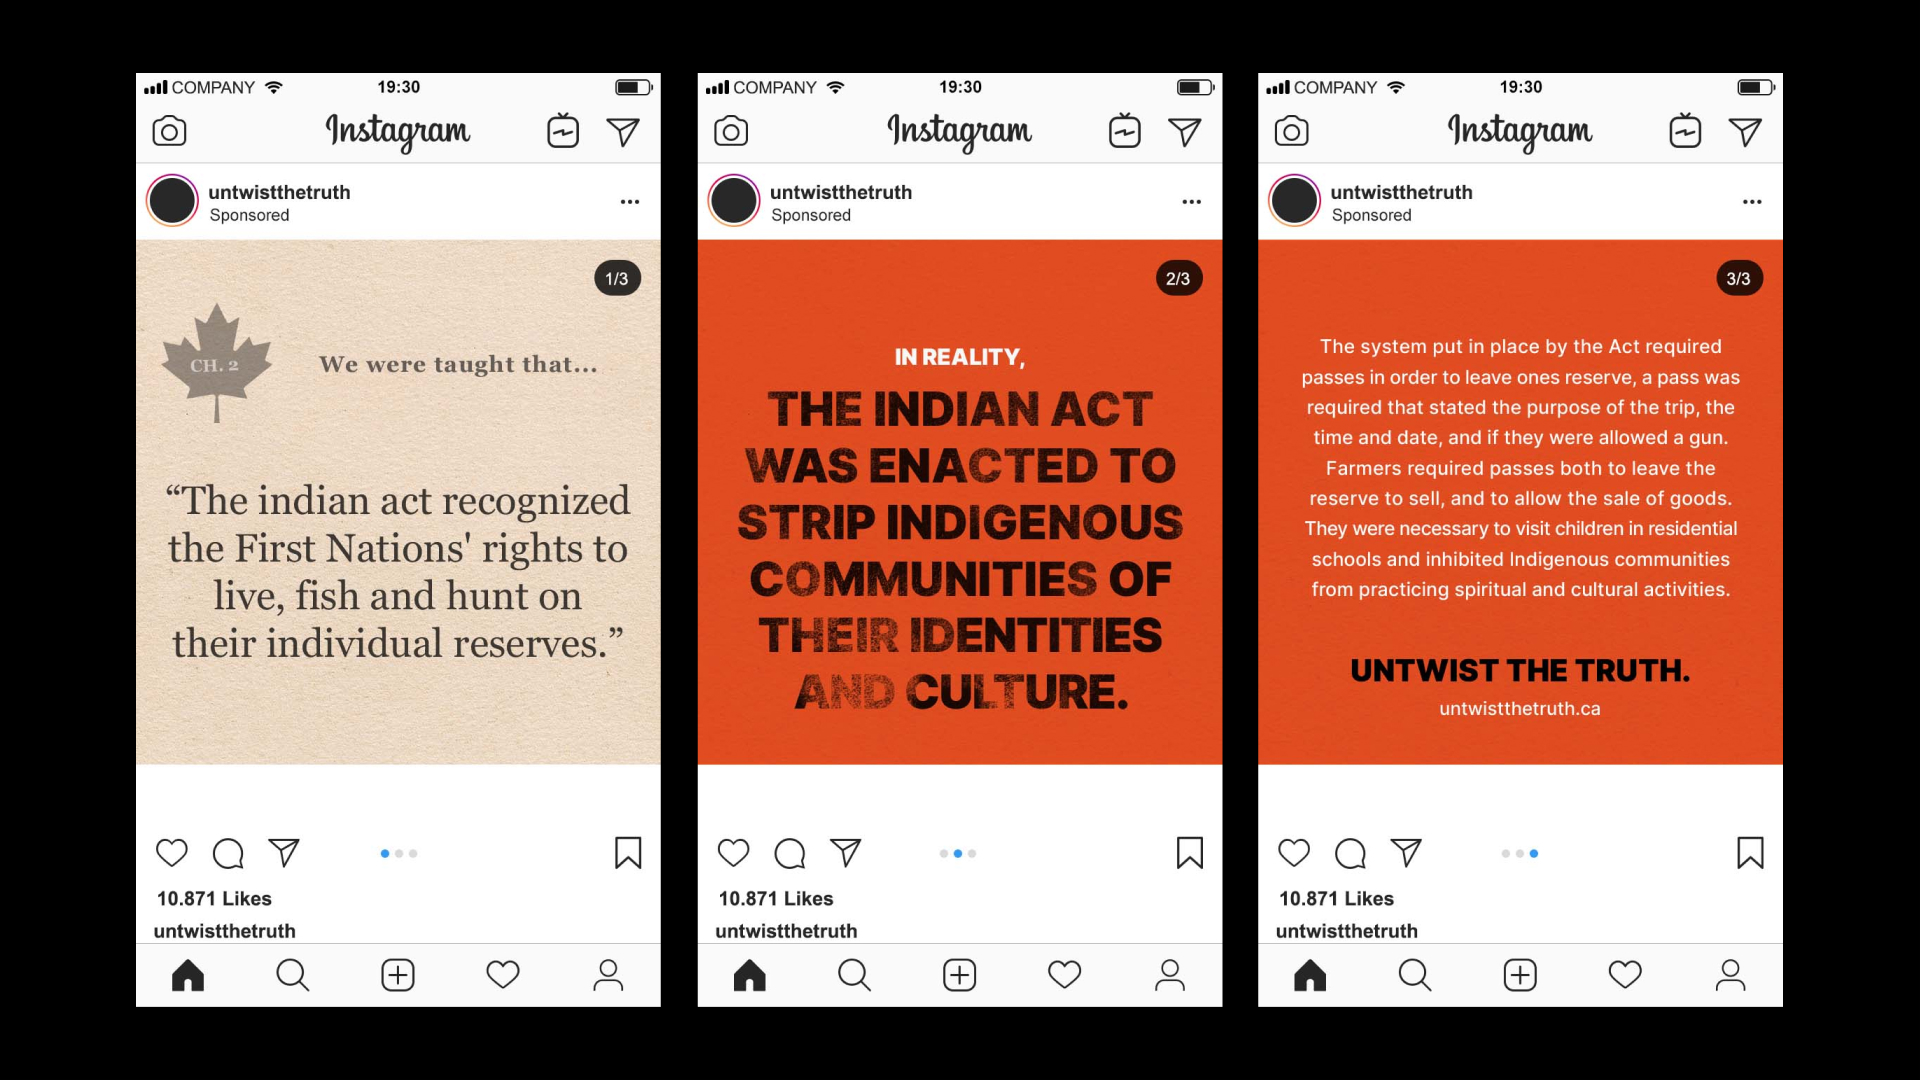 COMPANY 19:30
Instagram
untwistthetruth
Sponsored
1/3
CH. 2
We were taught that...
“The indian act recognized
the First Nations' rights to
live, fish and hunt on
their individual reserves.”
10.871 Likes
untwistthetruth
COMPANY 19:30
Instagram
untwistthetruth
Sponsored
2/3
IN REALITY,
THE INDIAN ACT
WAS ENACTED TO
STRIP INDIGENOUS
COMMUNITIES OF
THEIR IDENTITIES
AND CULTURE.
10.871 Likes
untwistthetruth
COMPANY 19:30
Instagram
untwistthetruth
Sponsored
3/3
The system put in place by the Act required
passes in order to leave ones reserve, a pass was
required that stated the purpose of the trip, the
time and date, and if they were allowed a gun.
Farmers required passes both to leave the
reserve to sell, and to allow the sale of goods.
They were necessary to visit children in residential
schools and inhibited Indigenous communities
from practicing spiritual and cultural activities.
UNTWIST THE TRUTH.
untwistthetruth.ca
10.871 Likes
untwistthetruth